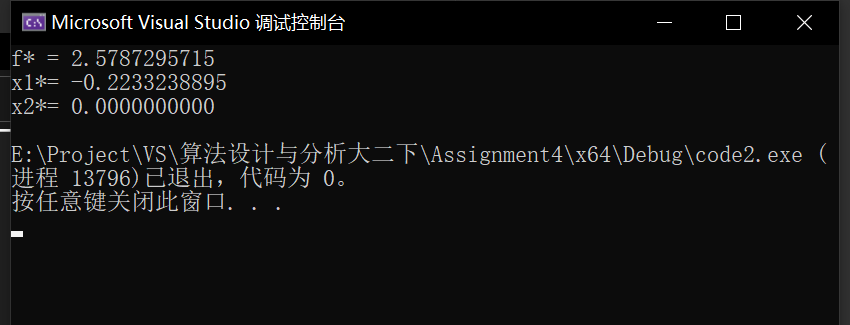 Microsoft Visual Studio 调试控制台
f* = 2.5787295715
x1*= -0.2233238895
x2*= 0.0000000000
E:\Project\VS\算法设计与分析大二下\Assignment4\x64\Debug\code2.exe (
进程 13796)已退出，代码为 0。
按任意键关闭此窗口. . .